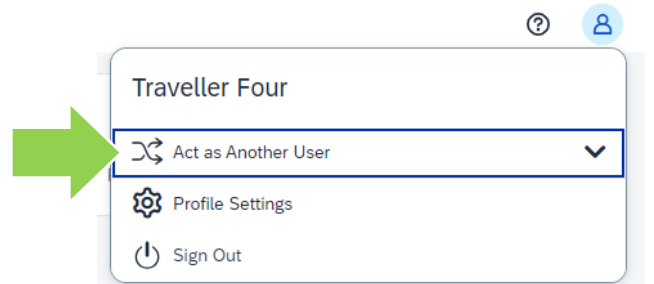 Traveller Four
Act as Another User
Profile Settings
Sign Out